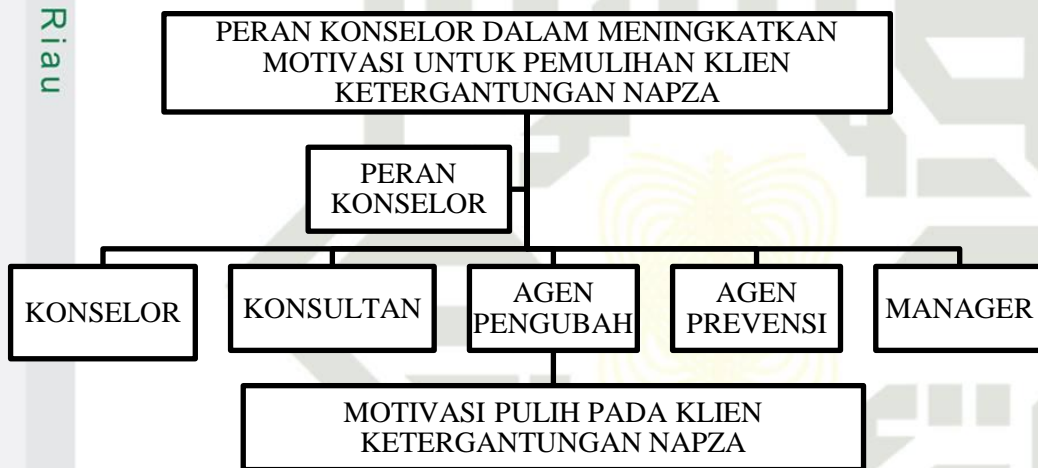 Riau
PERAN KONSELOR DALAM MENINGKATKAN
MOTIVASI UNTUK PEMULIHAN KLIEN
KETERGANTUNGAN NAPZA
PERAN
KONSELOR
KONSELOR
KONSULTAN
AGEN
PENGUBAH
AGEN
PREVENSI
MANAGER
MOTIVASI PULIH PADA KLIEN
KETERGANTUNGAN NAPZA